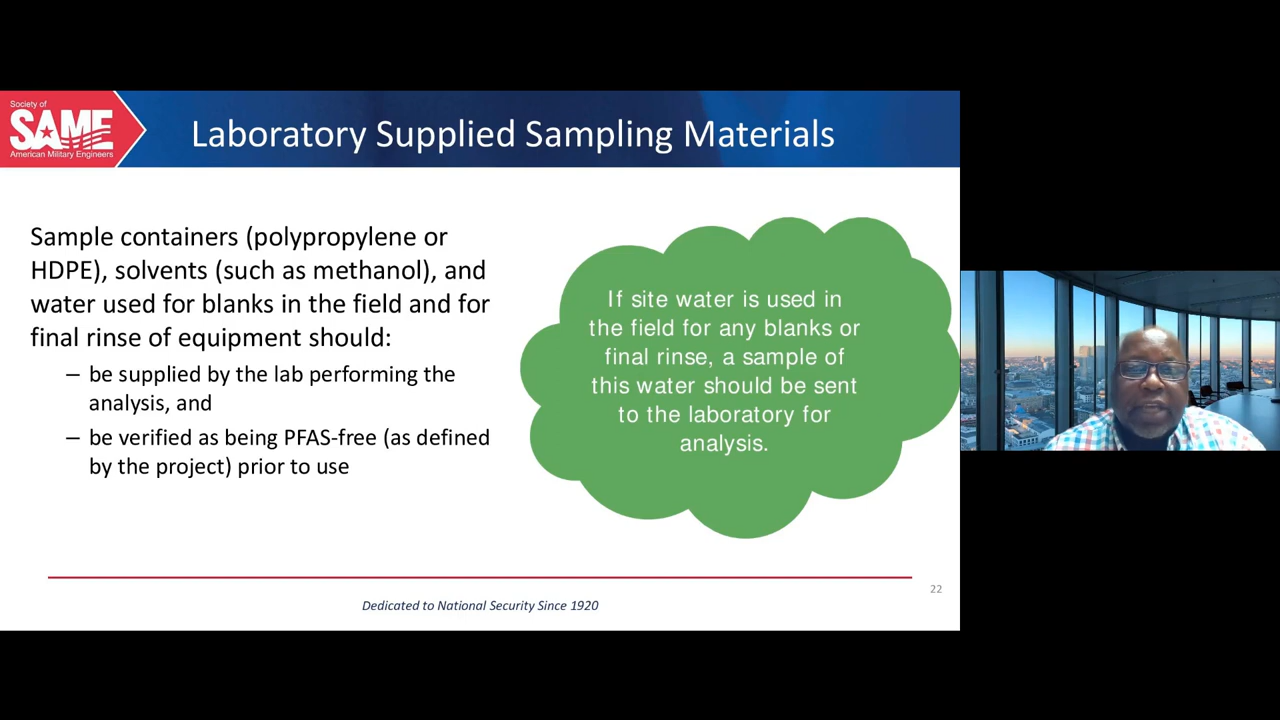 Society of
SAME
American Military Engineers
Laboratory Supplied Sampling Materials
Sample containers (polypropylene or
HDPE), solvents (such as methanol), and
water used for blanks in the field and for
final rinse of equipment should:
– be supplied by the lab performing the
analysis, and
– be verified as being PFAS-free (as defined
by the project) prior to use
If site water is used in
the field for any blanks or
final rinse, a sample of
this water should be sent
to the laboratory for
analysis.
22
Dedicated to National Security Since 1920